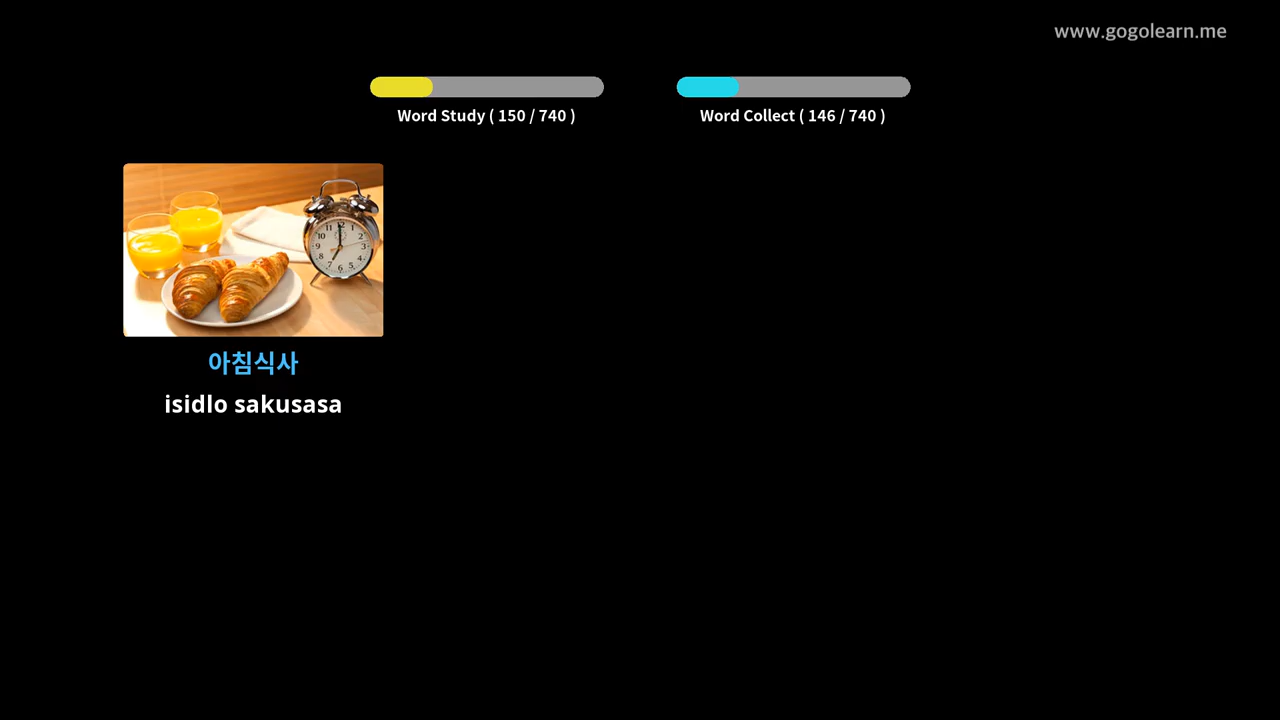 www.gogolearn.me
Word Study ( 150 / 740 )
Word Collect ( 146 / 740 )
아침식사
isidlo sakusasa